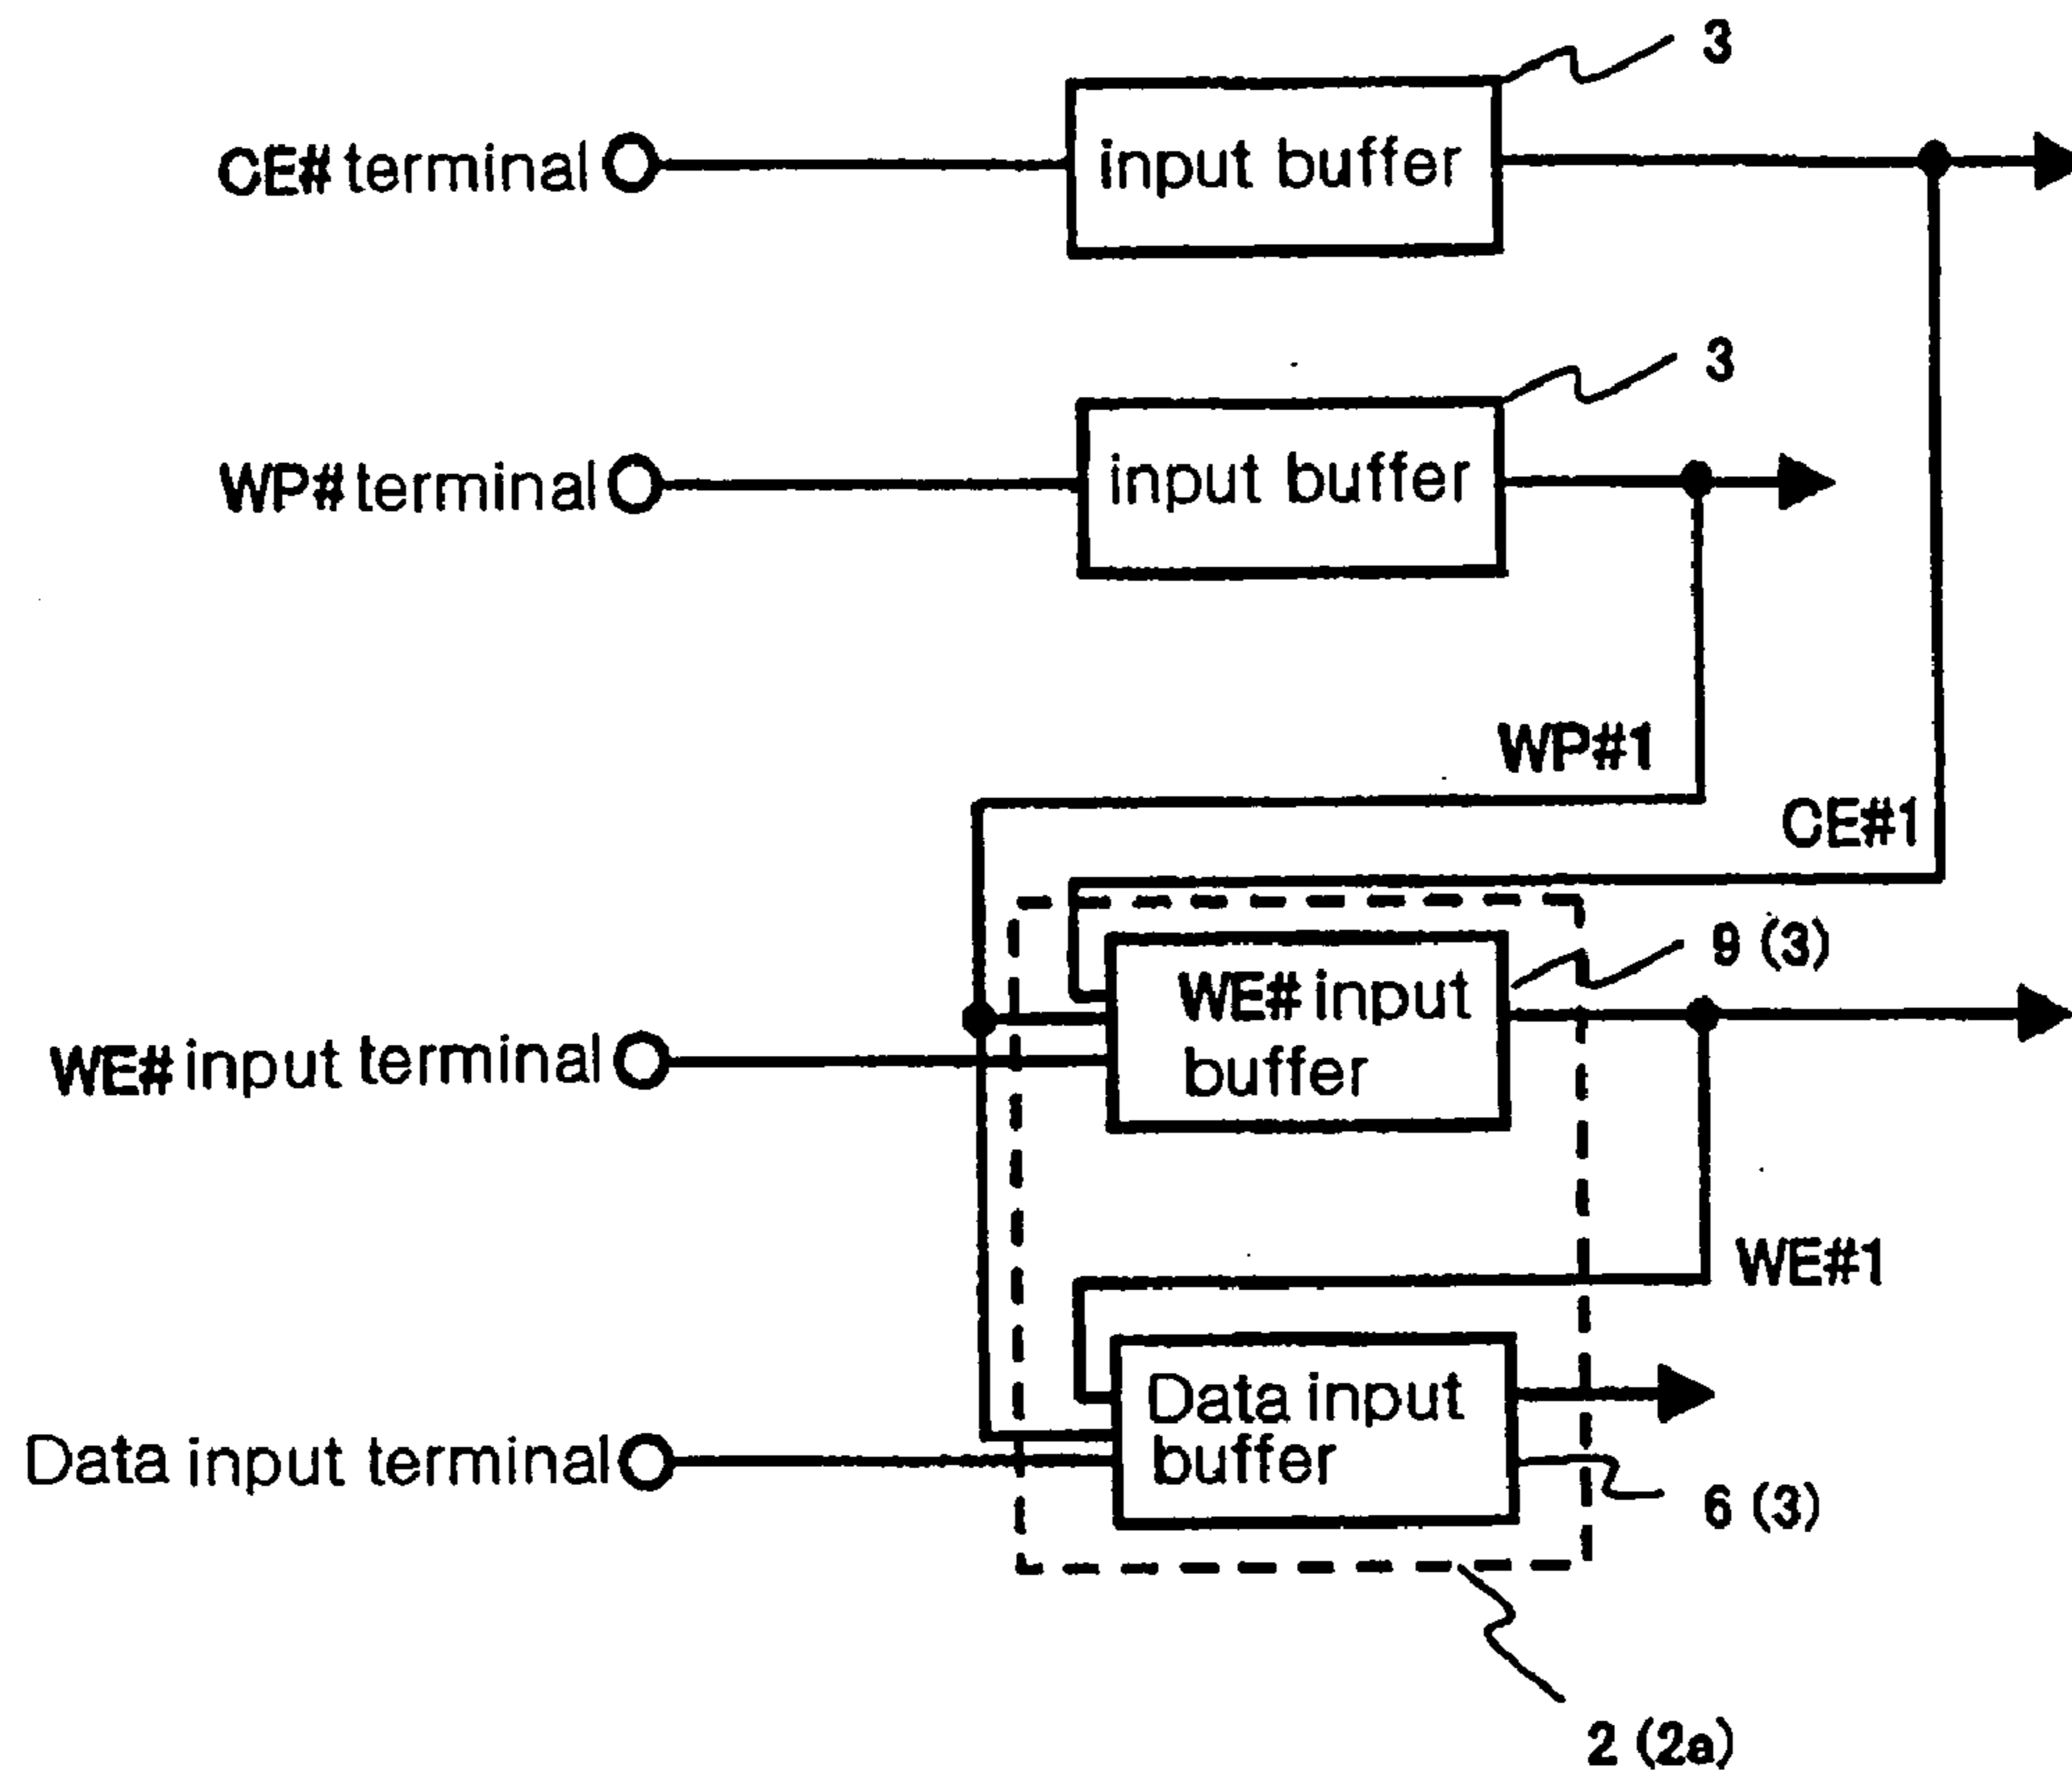 3
CE# terminal
input buffer
3
WP# terminal
input buffer
WP#1
CE#1
9 (3)
WE# input terminal
WE# input
buffer
WE#1
Data input terminal
Data input
buffer
6 (3)
2 (2a)